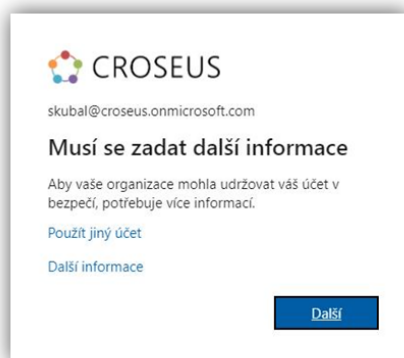 CROSEUS
skubal@croseus.onmicrosoft.com
Musí se zadat další informace
Aby vaše organizace mohla udržovat váš účet v
bezpečí, potřebuje více informací.
Použít jiný účet
Další informace
Další